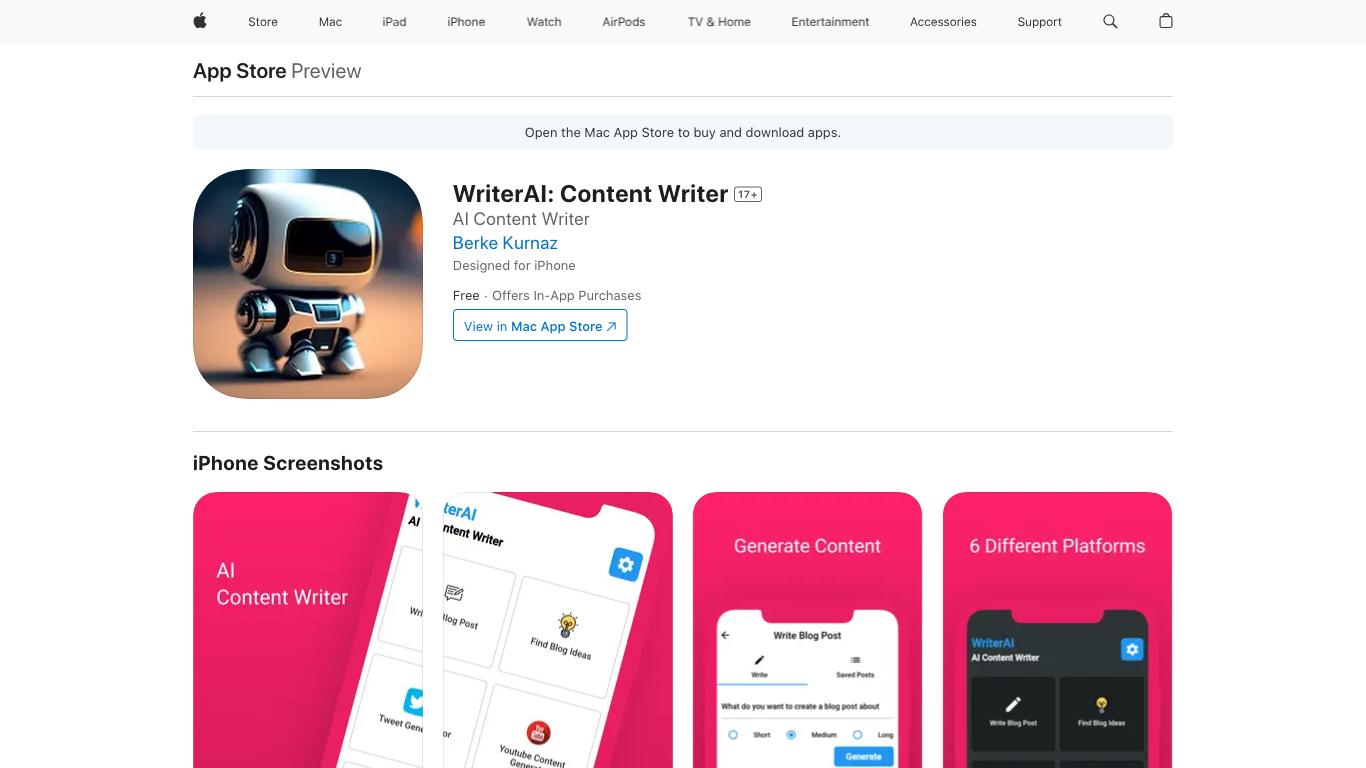 Store Mac iPad iPhone Watch AirPods TV & Home Entertainment Accessories Support
App Store Preview
Open the Mac App Store to buy and download apps.
WriterAI: Content Writer 17+
AI Content Writer
Berke Kurnaz
Designed for iPhone
Free · Offers In-App Purchases
View in Mac App Store
iPhone Screenshots
AI
Content Writer
AI
Wri
Tweet Gene
terAI
ntent Writer
log Post
Find Blog Ideas
or
Youtube Content
Generate Content
Write Blog Post
Write Saved Posts
What do you want to create a blog post about
Short Medium Long
Generate
6 Different Platforms
WriterAI
AI Content Writer
Write Blog Post Find Blog Ideas